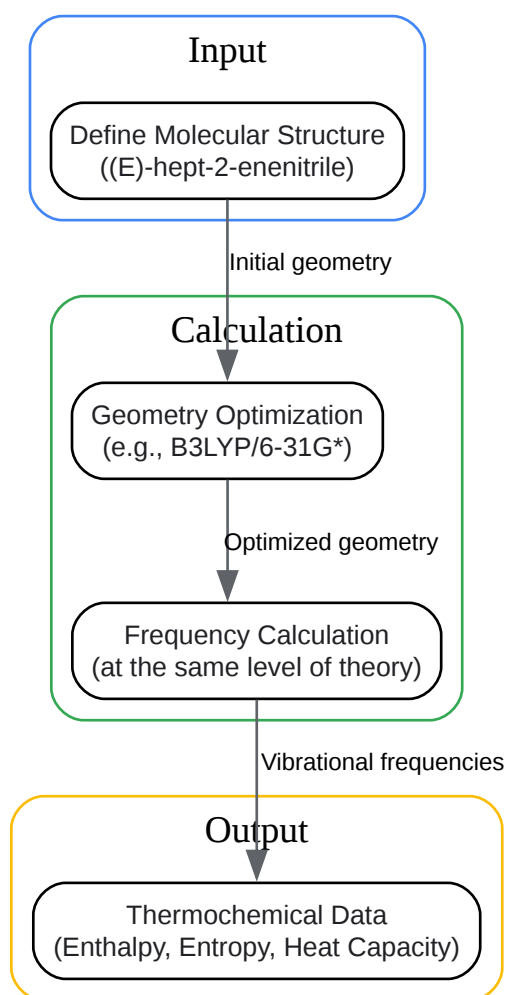 Input
Define Molecular Structure
((E)-hept-2-enenitrile)
Initial geometry
Calculation
Geometry Optimization
(e.g., B3LYP/6-31G*)
Optimized geometry
Frequency Calculation
(at the same level of theory)
Vibrational frequencies
Output
Thermochemical Data
(Enthalpy, Entropy, Heat Capacity)